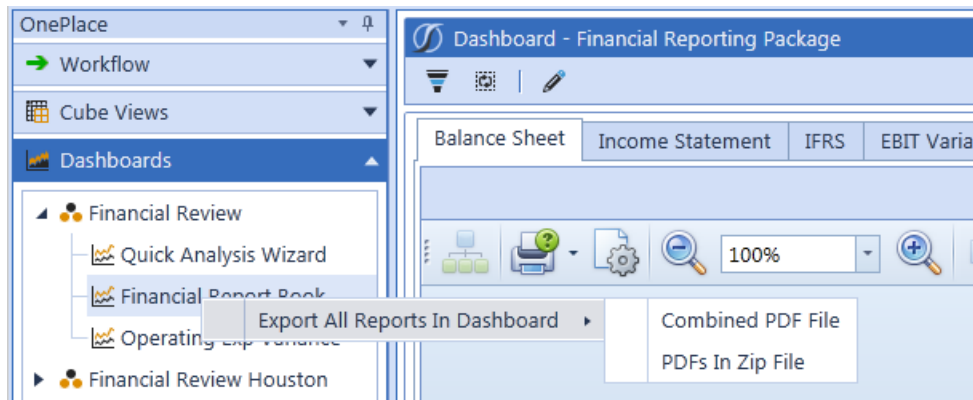 OnePlace
Workflow
Cube Views
Dashboards
Financial Review
Quick Analysis Wizard
Financial Report Book
Operating Exp Variance
Financial Review Houston
Export All Reports In Dashboard
Combined PDF File
PDFs In Zip File
Dashboard - Financial Reporting Package
Balance Sheet Income Statement IFRS EBIT Varia
100%